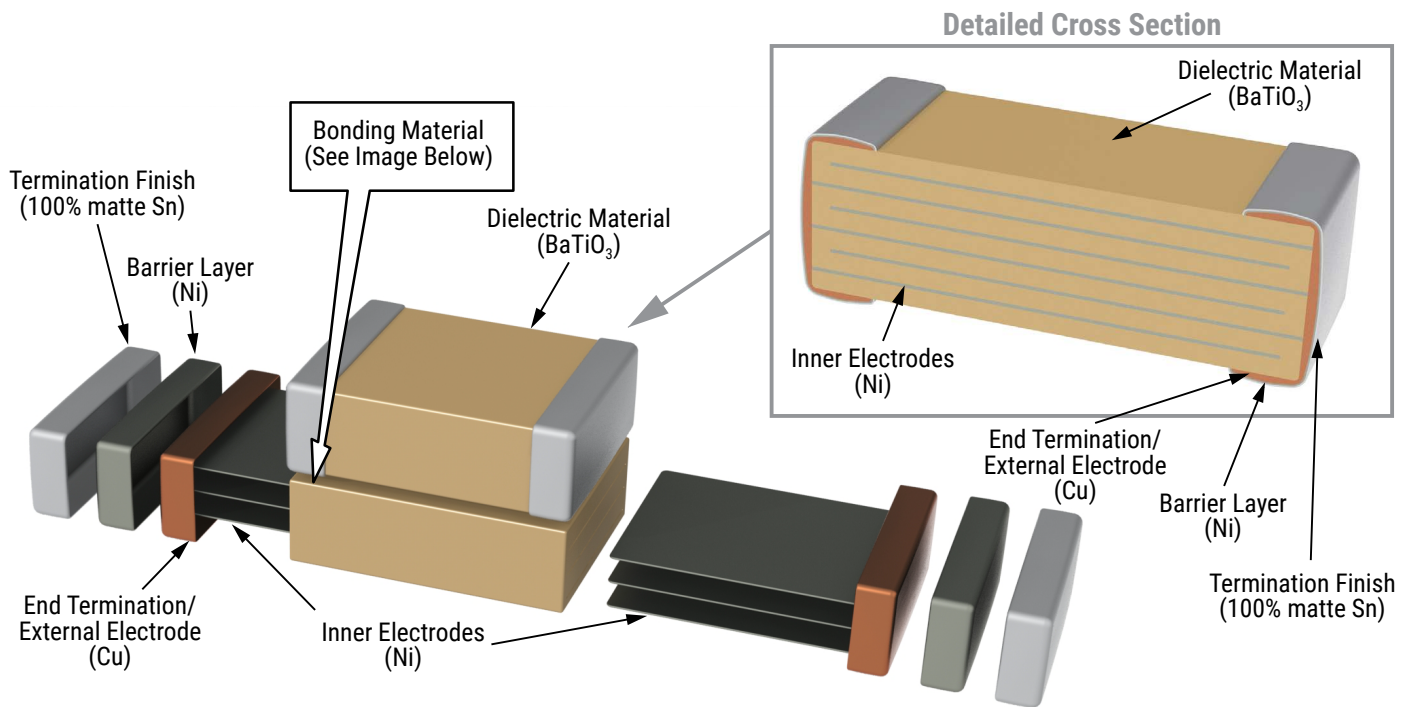 Detailed Cross Section
Dielectric Material
(BaTiO₃)
Inner Electrodes
(Ni)
End Termination/
External Electrode
(Cu)
Barrier Layer
(Ni)
Termination Finish
(100% matte Sn)
Bonding Material
(See Image Below)
Termination Finish
(100% matte Sn)
Barrier Layer
(Ni)
Dielectric Material
(BaTiO₃)
End Termination/
External Electrode
(Cu)
Inner Electrodes
(Ni)